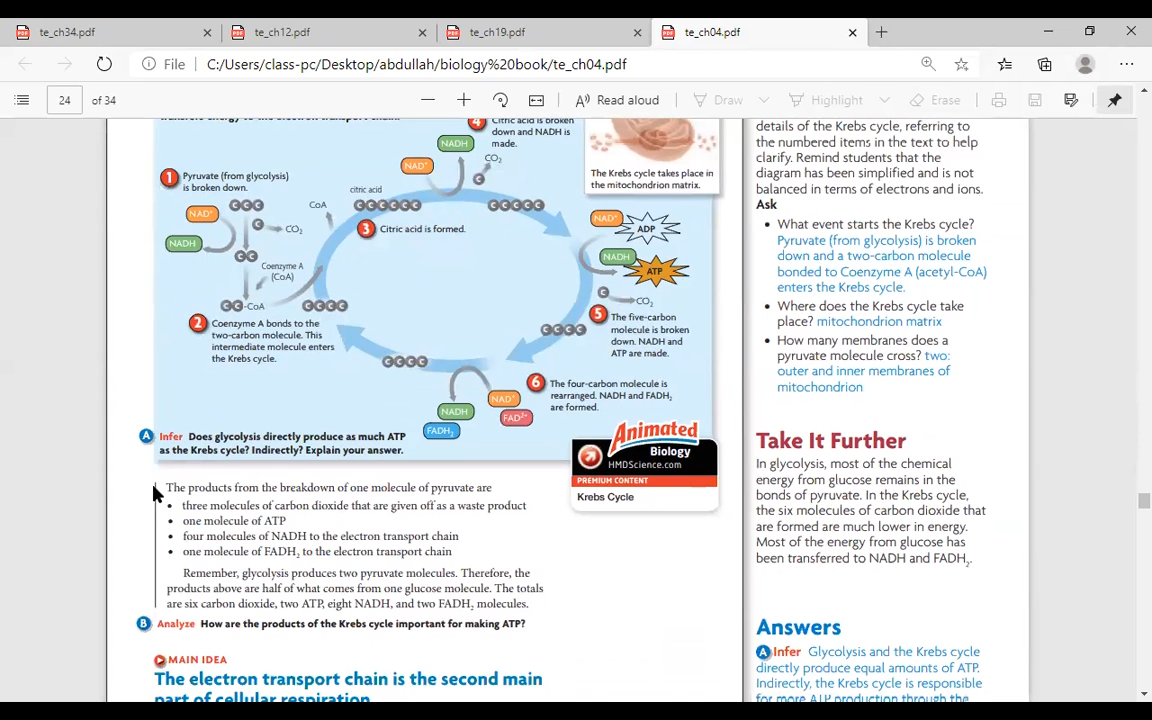 te_ch34.pdf
te_ch12.pdf
te_ch19.pdf
te_ch04.pdf
File
C:/Users/class-pc/Desktop/abdullah/biology%20book/te_ch04.pdf
24 of 34
Read aloud
Draw
Highlight
Erase
4
Citric acid is
broken
down and NADH is
made.
1
Pyruvate (from glycolysis)
is broken down.
NAD+
NADH
C C C
C
CO2
C C
Coenzyme A
(CoA)
C C -CoA
2
Coenzyme A bonds to the
two-carbon molecule. This
intermediate molecule enters
the Krebs cycle.
CoA
citric acid
C C C C C C
3
Citric acid is formed.
NAD+
NADH
C
CO2
C C C C C
NAD+
ADP
NADH
ATP
C
CO2
5
The five-carbon
molecule is broken
down. NADH and
ATP are made.
C C C C
6
The four-carbon molecule is
rearranged. NADH and FADH2
are formed.
NADH
NAD+
FADH2
FAD2+
C C C C
C C C C
The Krebs cycle takes place in
the mitochondrion matrix.
A Infer Does glycolysis directly produce as much ATP
as the Krebs cycle? Indirectly? Explain your answer.
Animated
Biology
HMDScience.com
PREMIUM CONTENT
Krebs Cycle
The products from the breakdown of one molecule of pyruvate are
• three molecules of carbon dioxide that are given off as a waste product
• one molecule of ATP
• four molecules of NADH to the electron transport chain
• one molecule of FADH2 to the electron transport chain
Remember, glycolysis produces two pyruvate molecules. Therefore, the
products above are half of what comes from one glucose molecule. The totals
are six carbon dioxide, two ATP, eight NADH, and two FADH2 molecules.
B Analyze How are the products of the Krebs cycle important for making ATP?
MAIN IDEA
The electron transport chain is the second main
part of cellular respiration.
details of the Krebs cycle, referring to
the numbered items in the text to help
clarify. Remind students that the
diagram has been simplified and is not
balanced in terms of electrons and ions.
Ask
• What event starts the Krebs cycle?
Pyruvate (from glycolysis) is broken
down and a two-carbon molecule
bonded to Coenzyme A (acetyl-CoA)
enters the Krebs cycle.
• Where does the Krebs cycle take
place? mitochondrion matrix
• How many membranes does a
pyruvate molecule cross? two:
outer and inner membranes of
mitochondrion
Take It Further
In glycolysis, most of the chemical
energy from glucose remains in the
bonds of pyruvate. In the Krebs cycle,
the six molecules of carbon dioxide that
are formed are much lower in energy.
Most of the energy from glucose has
been transferred to NADH and FADH2.
Answers
A Infer Glycolysis and the Krebs cycle
directly produce equal amounts of ATP.
Indirectly, the Krebs cycle is responsible
for more ATP production through the